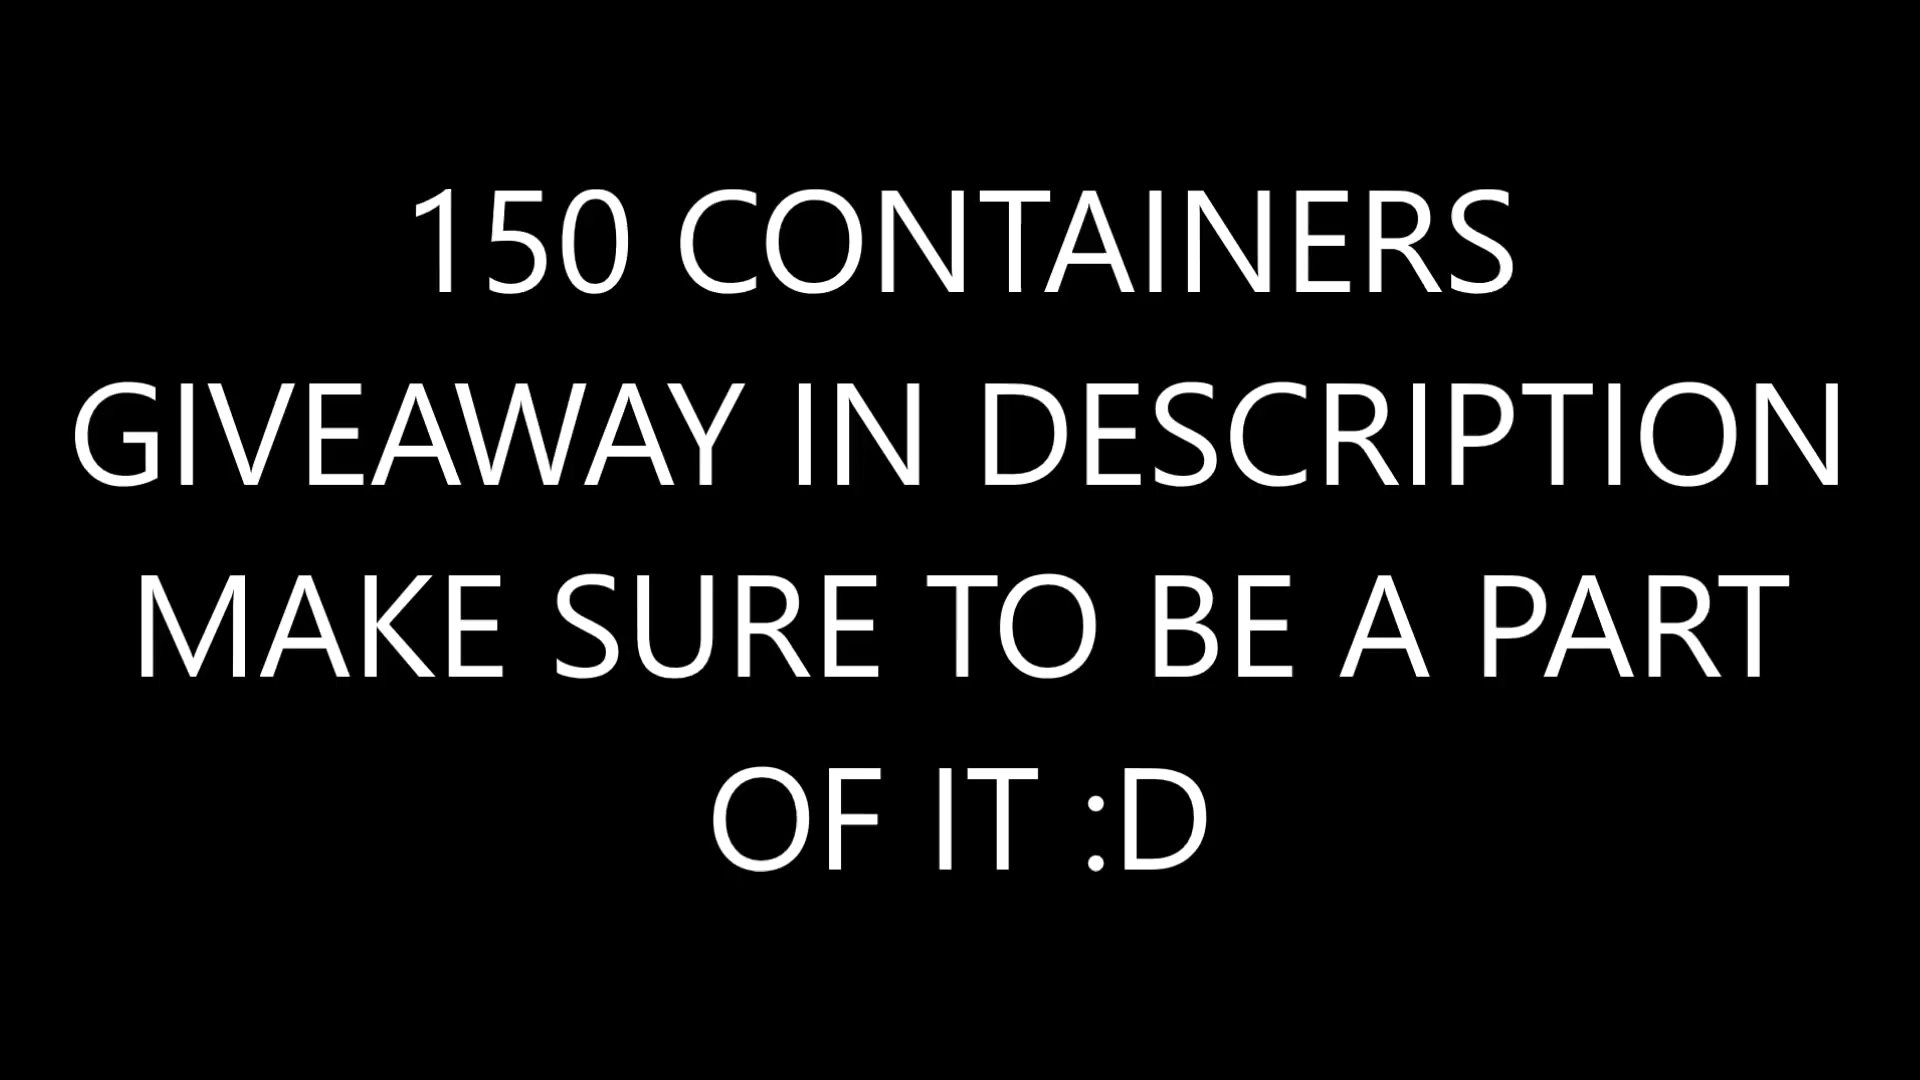 150 CONTAINERS
GIVEAWAY IN DESCRIPTION
MAKE SURE TO BE A PART
OF IT :D